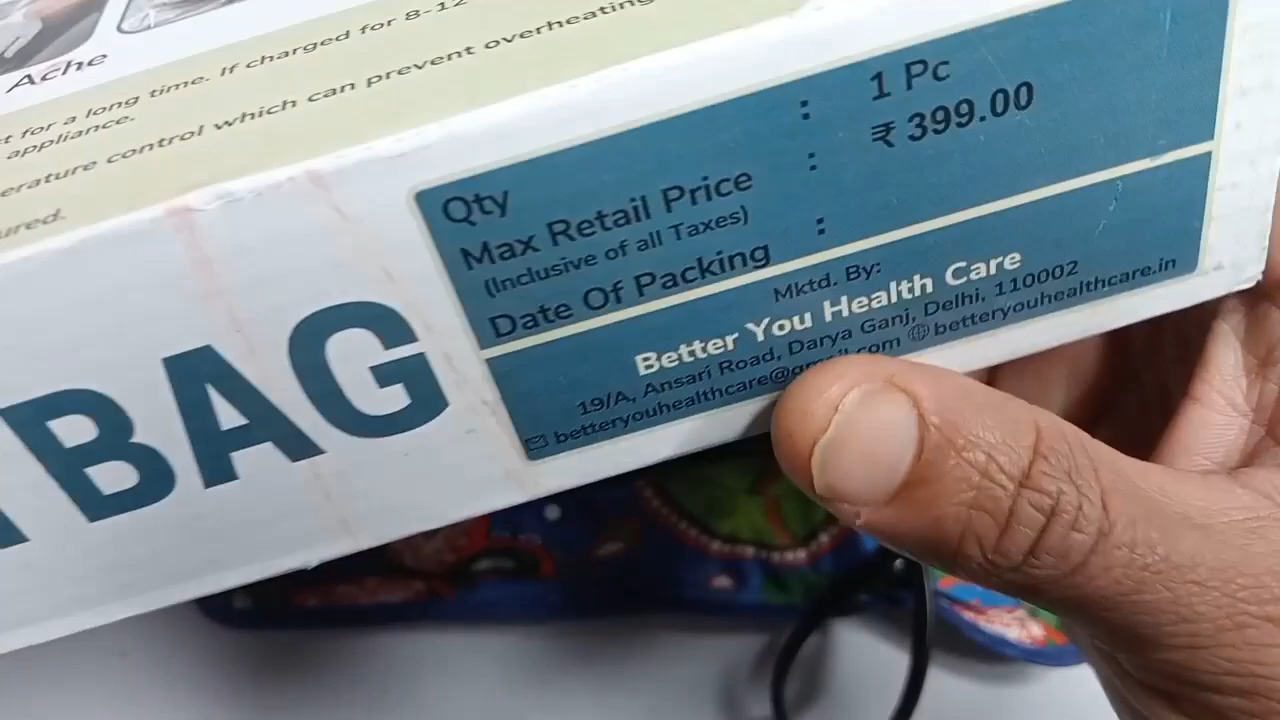 Ache
t for a long time. If charged for 8-12
appliance.
erature control which can prevent overheating
ured.
BAG
Qty : 1 Pc
Max Retail Price : ₹ 399.00
(Inclusive of all Taxes)
Date Of Packing :
Mktd. By:
Better You Health Care
19/A, Ansari Road, Darya Ganj, Delhi, 110002
betteryouhealthcare@gmail.com betteryouhealthcare.in